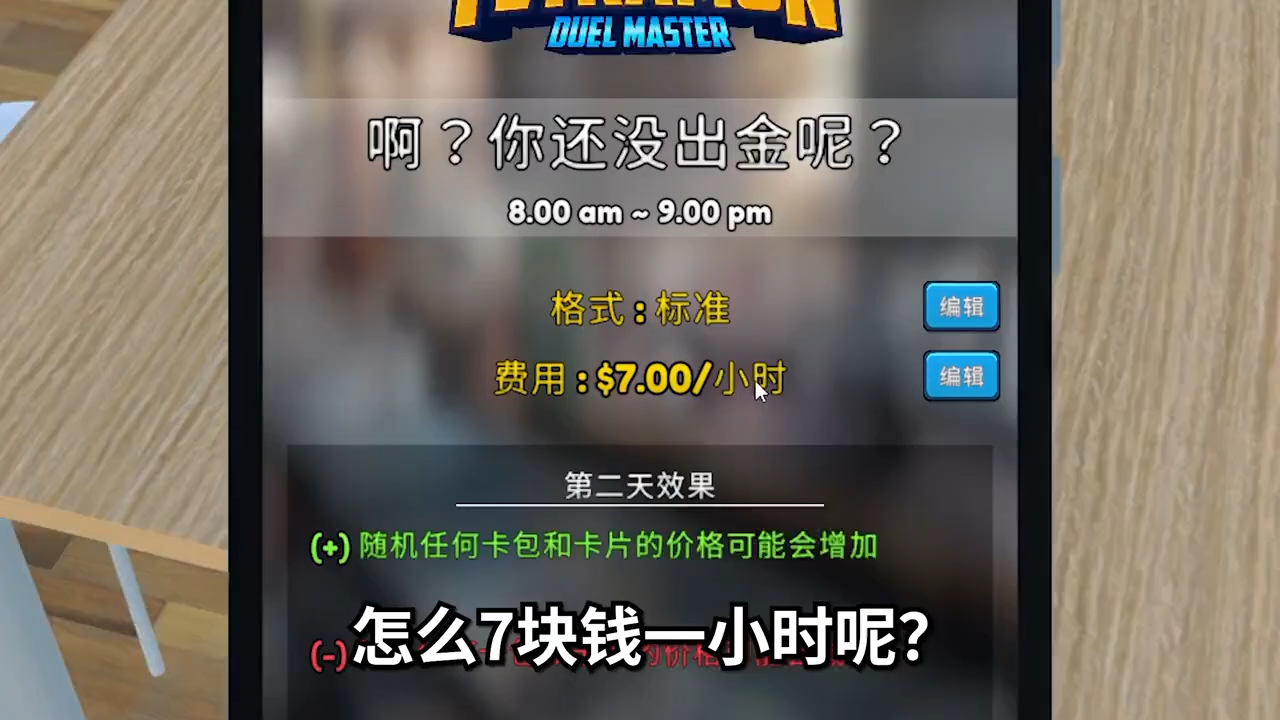 DUEL MASTER
啊？你还没出金呢？
8.00 am ~ 9.00 pm
格式 : 标准
编辑
费用 : $7.00/小时
编辑
第二天效果
(+) 随机任何卡包和卡片的价格可能会增加
怎么7块钱一小时呢？
(-)